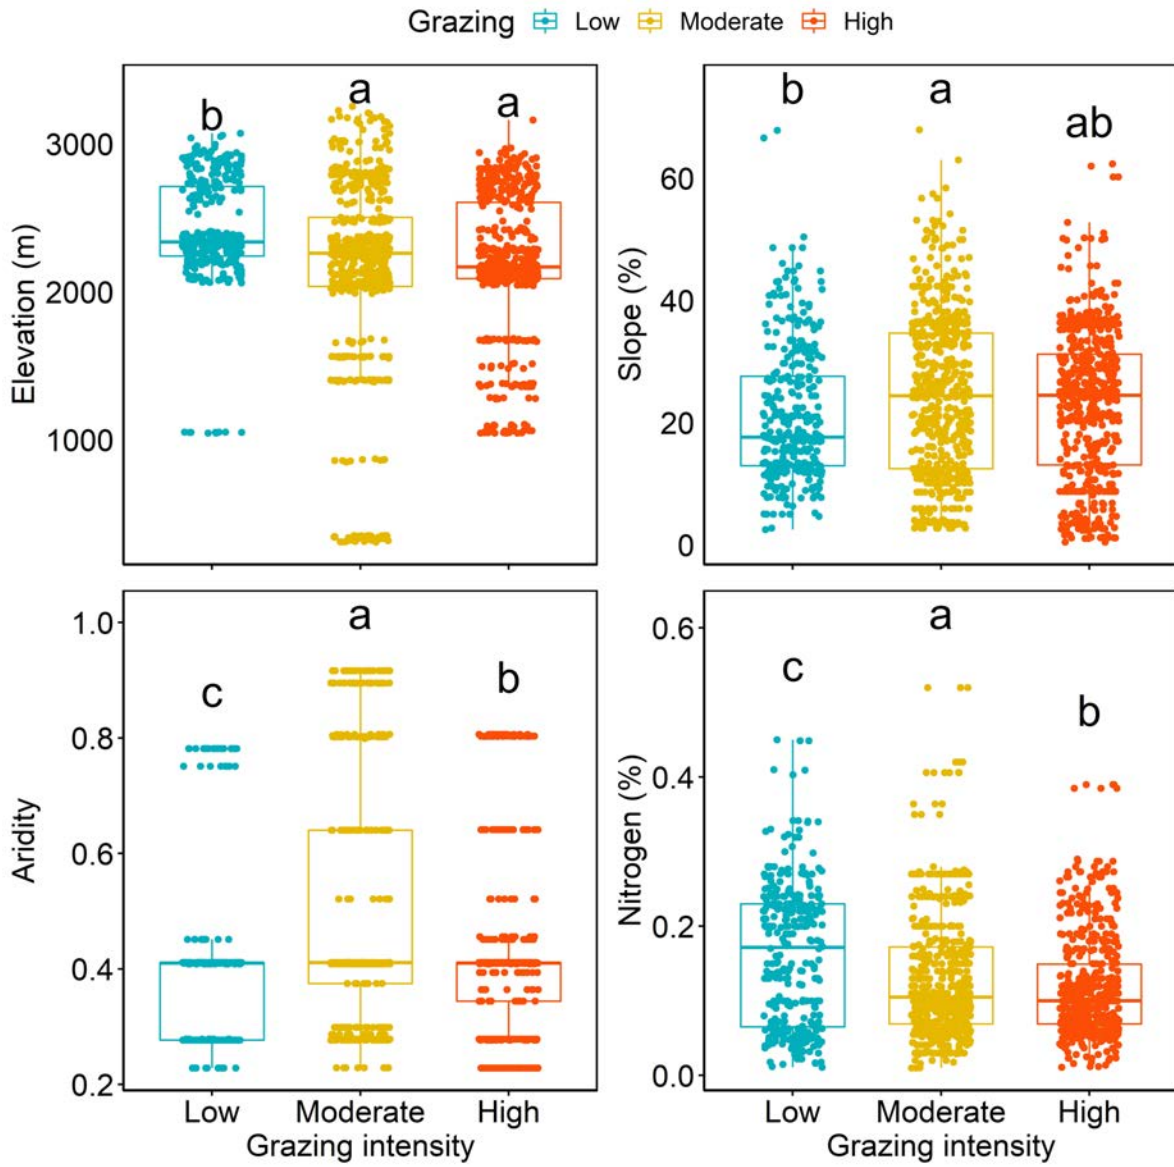 Grazing Low Moderate High
Elevation (m)
3000
2000
1000
b a a
Slope (%)
60
40
20
0
b a ab
Aridity
1.0
0.8
0.6
0.4
0.2
c a b
Low Moderate High
Grazing intensity
Nitrogen (%)
0.6
0.4
0.2
0.0
c a b
Low Moderate High
Grazing intensity